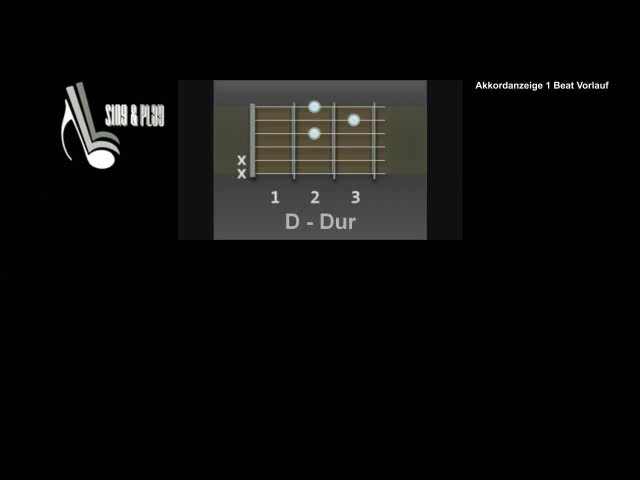 SING & PLAY
Akkordanzeige 1 Beat Vorlauf
x
x
1 2 3
D - Dur